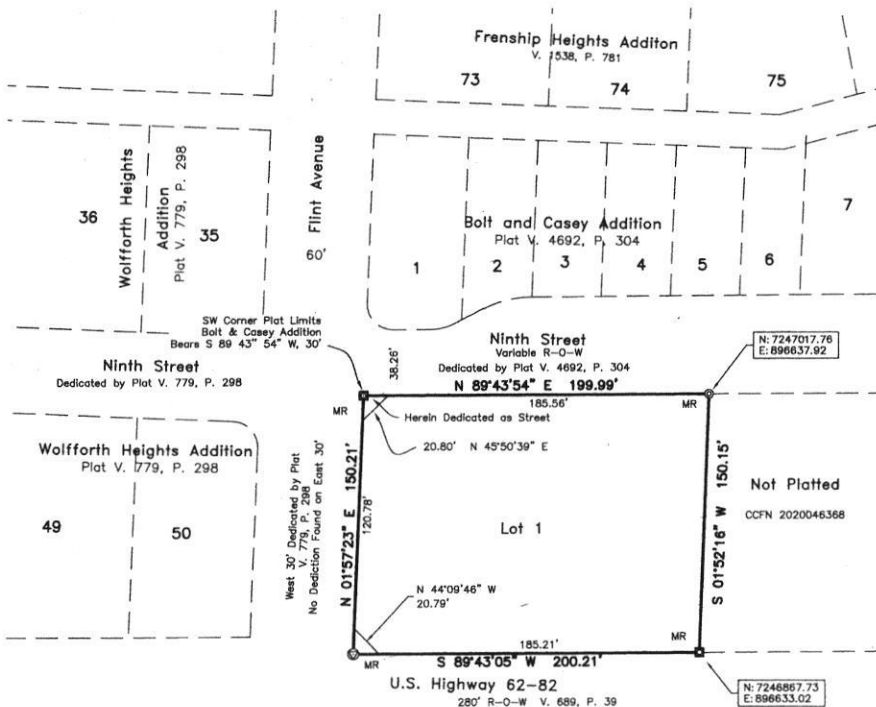 Frenship Heights Additon
V. 1538, P. 781
73
74
75
36
Wolfforth Heights
Addition
Plat V. 779, P. 298
35
Flint Avenue
60'
Bolt and Casey Addition
Plat V. 4692, P. 304
1
2
3
4
5
6
7
SW Corner Plat Limits
Bolt & Casey Addition
Bears S 89 43" 54" W, 30'
Ninth Street
Dedicated by Plat V. 779, P. 298
38.26'
Ninth Street
Variable R-O-W
Dedicated by Plat V. 4692, P. 304
N 89°43'54" E 199.99'
185.56'
N: 7247017.76
E: 896637.92
MR
Herein Dedicated as Street
MR
20.80' N 45°50'39" E
Wolfforth Heights Addition
Plat V. 779, P. 298
49
50
West 30' Dedicated by Plat
V. 779, P. 298
No Dediction Found on East 30'
N 01°57'23" E 150.21'
120.78'
Lot 1
S 01°52'16" W 150.15'
Not Platted
CCFN 2020046368
N 44°09'46" W
20.79'
185.21'
MR
MR
S 89°43'05" W 200.21'
U.S. Highway 62-82
280' R-O-W V. 689, P. 39
N: 7246867.73
E: 896633.02